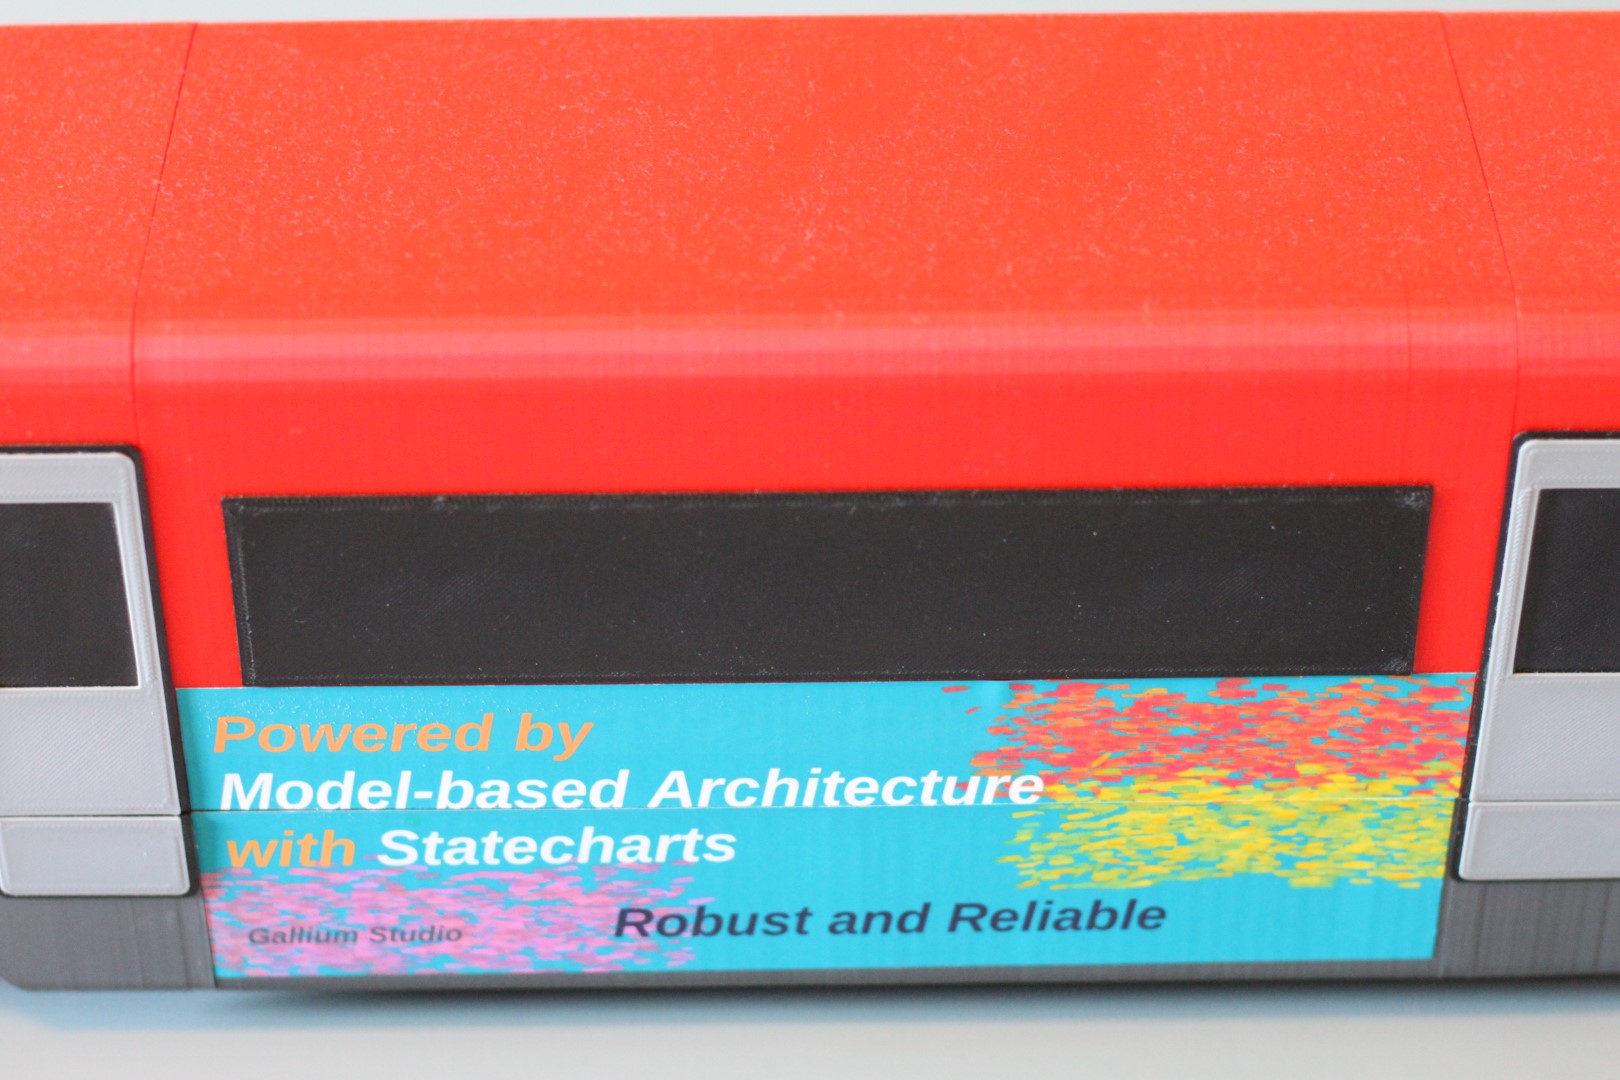 Powered by
Model-based Architecture
with Statecharts
Robust and Reliable
Gallium Studio